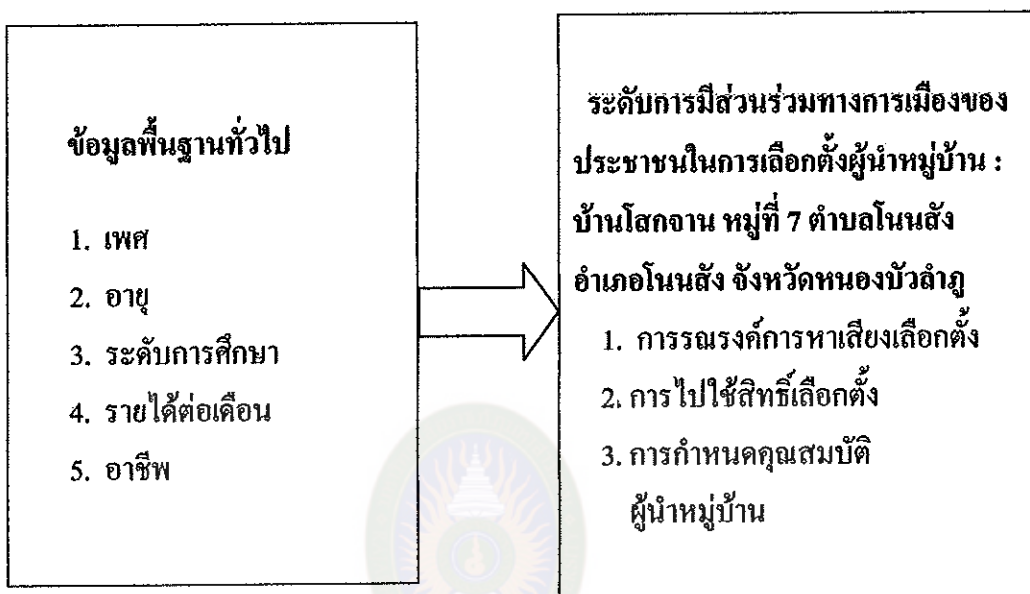 ข้อมูลพื้นฐานทั่วไป
1. เพศ
2. อายุ
3. ระดับการศึกษา
4. รายได้ต่อเดือน
5. อาชีพ
ระดับการมีส่วนร่วมทางการเมืองของ
ประชาชนในการเลือกตั้งผู้นำหมู่บ้าน :
บ้านโสกจาน หมู่ที่ 7 ตำบลโนนสัง
อำเภอโนนสัง จังหวัดหนองบัวลำภู
1. การรณรงค์การหาเสียงเลือกตั้ง
2. การไปใช้สิทธิ์เลือกตั้ง
3. การกำหนดคุณสมบัติ
ผู้นำหมู่บ้าน